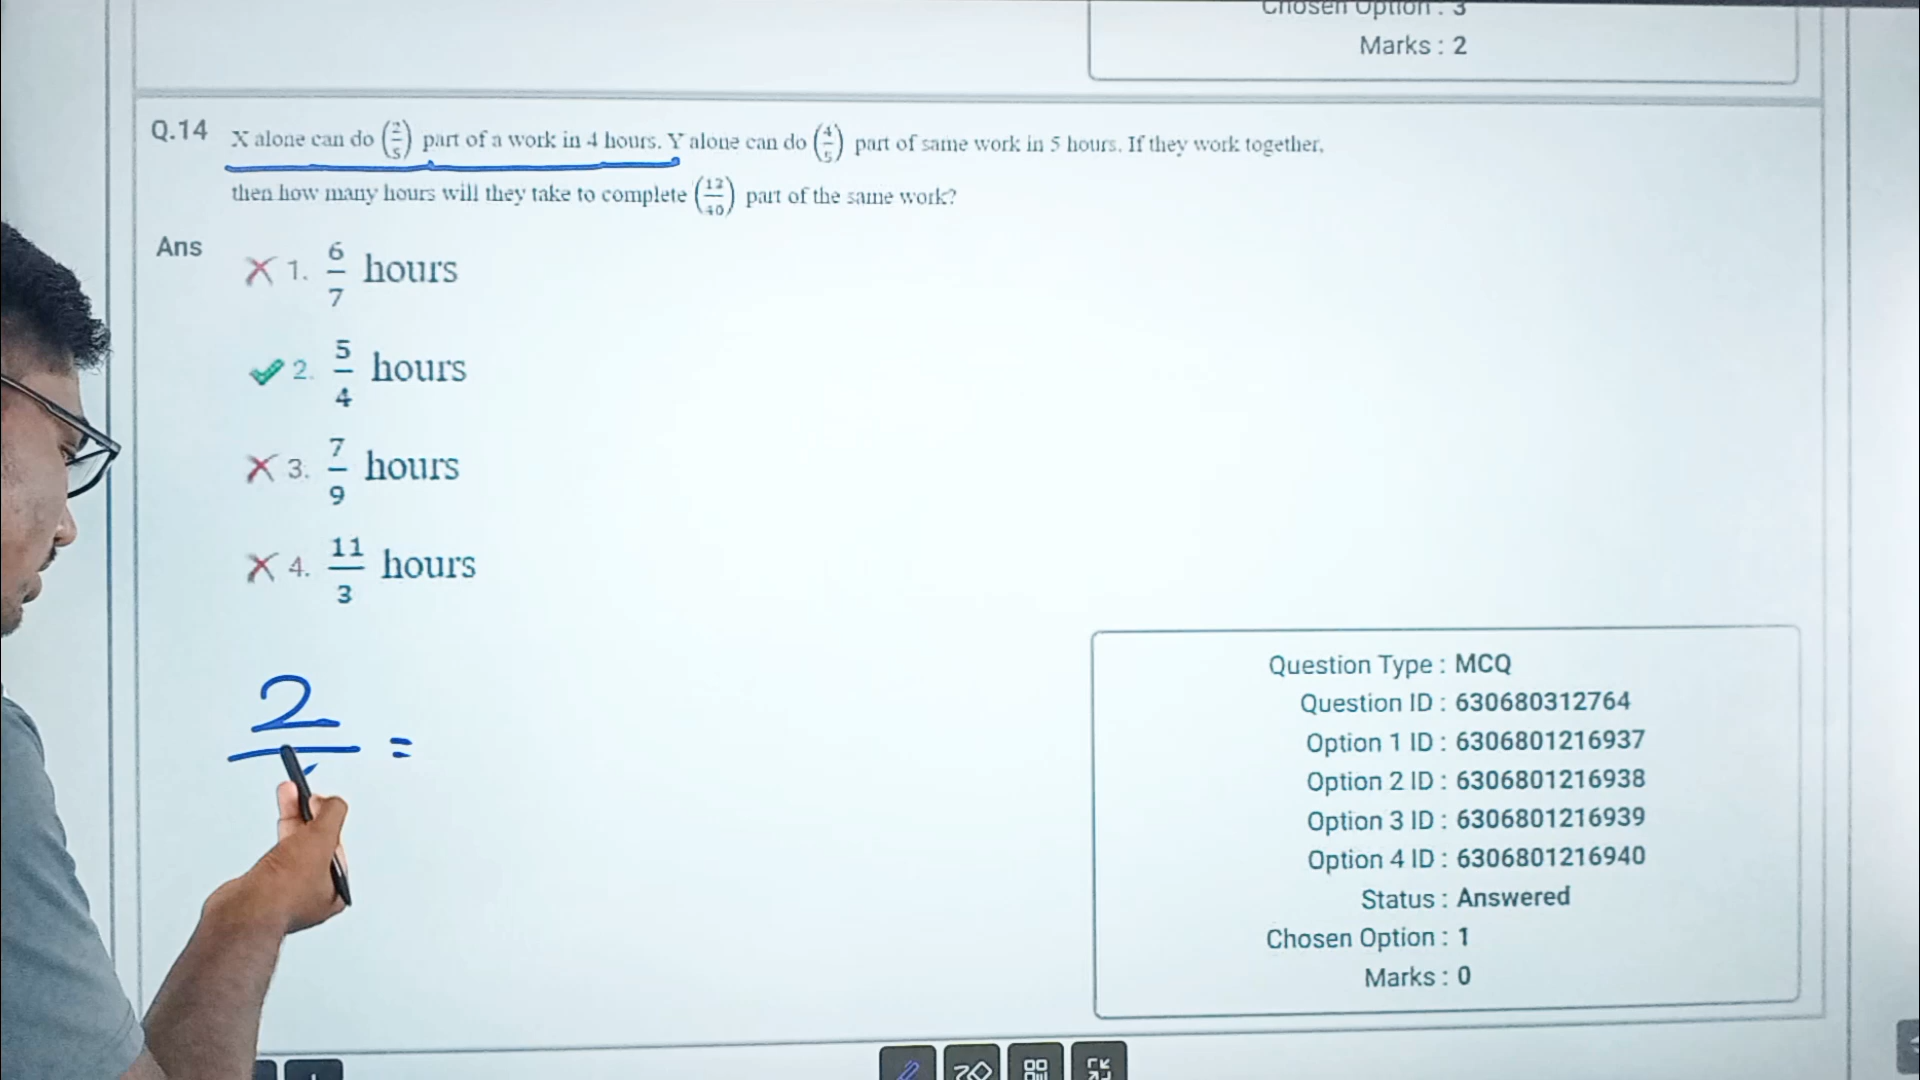 Chosen Option : 3
Marks : 2
Q.14 X alone can do (2/5) part of a work in 4 hours. Y alone can do (4/5) part of same work in 5 hours. If they work together,
then how many hours will they take to complete (12/40) part of the same work?
Ans
1. 6/7 hours
2. 5/4 hours
3. 7/9 hours
4. 11/3 hours
2
=
Question Type : MCQ
Question ID : 630680312764
Option 1 ID : 6306801216937
Option 2 ID : 6306801216938
Option 3 ID : 6306801216939
Option 4 ID : 6306801216940
Status : Answered
Chosen Option : 1
Marks : 0